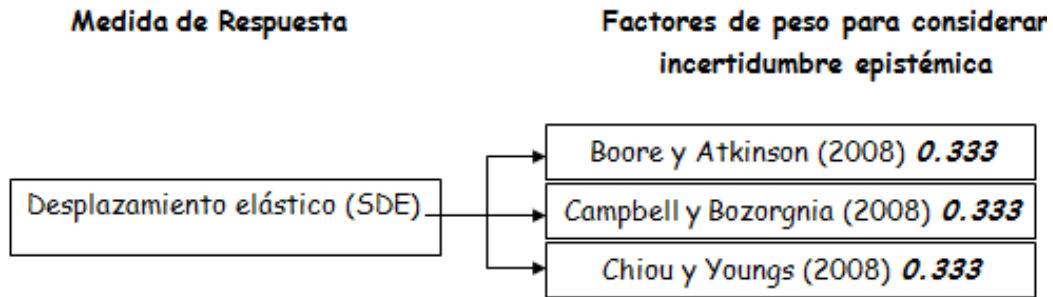 Medida de Respuesta
Factores de peso para considerar
incertidumbre epistémica
Desplazamiento elástico (SDE)
Boore y Atkinson (2008) 0.333
Campbell y Bozorgnia (2008) 0.333
Chiou y Youngs (2008) 0.333